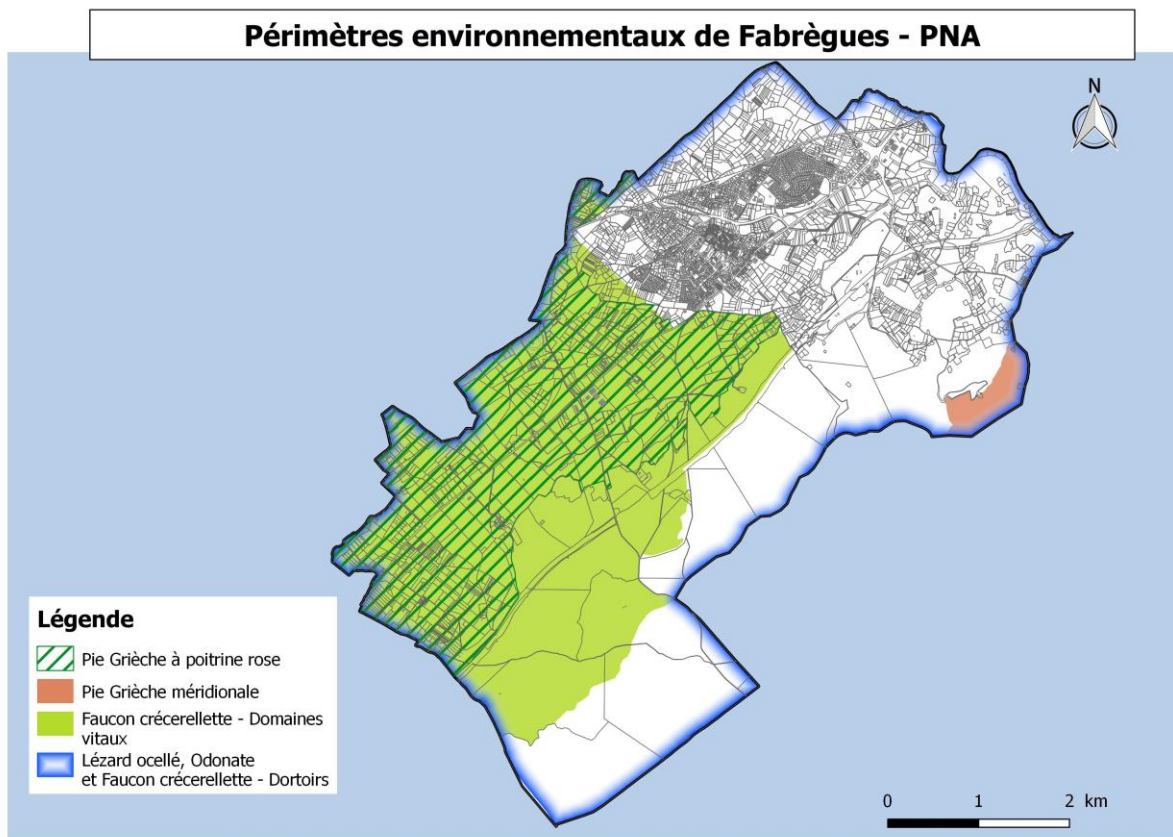 Périmètres environnementaux de Fabrègues - PNA
N
Légende
Pie Grièche à poitrine rose
Pie Grièche méridionale
Faucon crécerellette - Domaines
vitaux
Lézard ocellé, Odonate
et Faucon crécerellette - Dortoirs
0 1 2 km